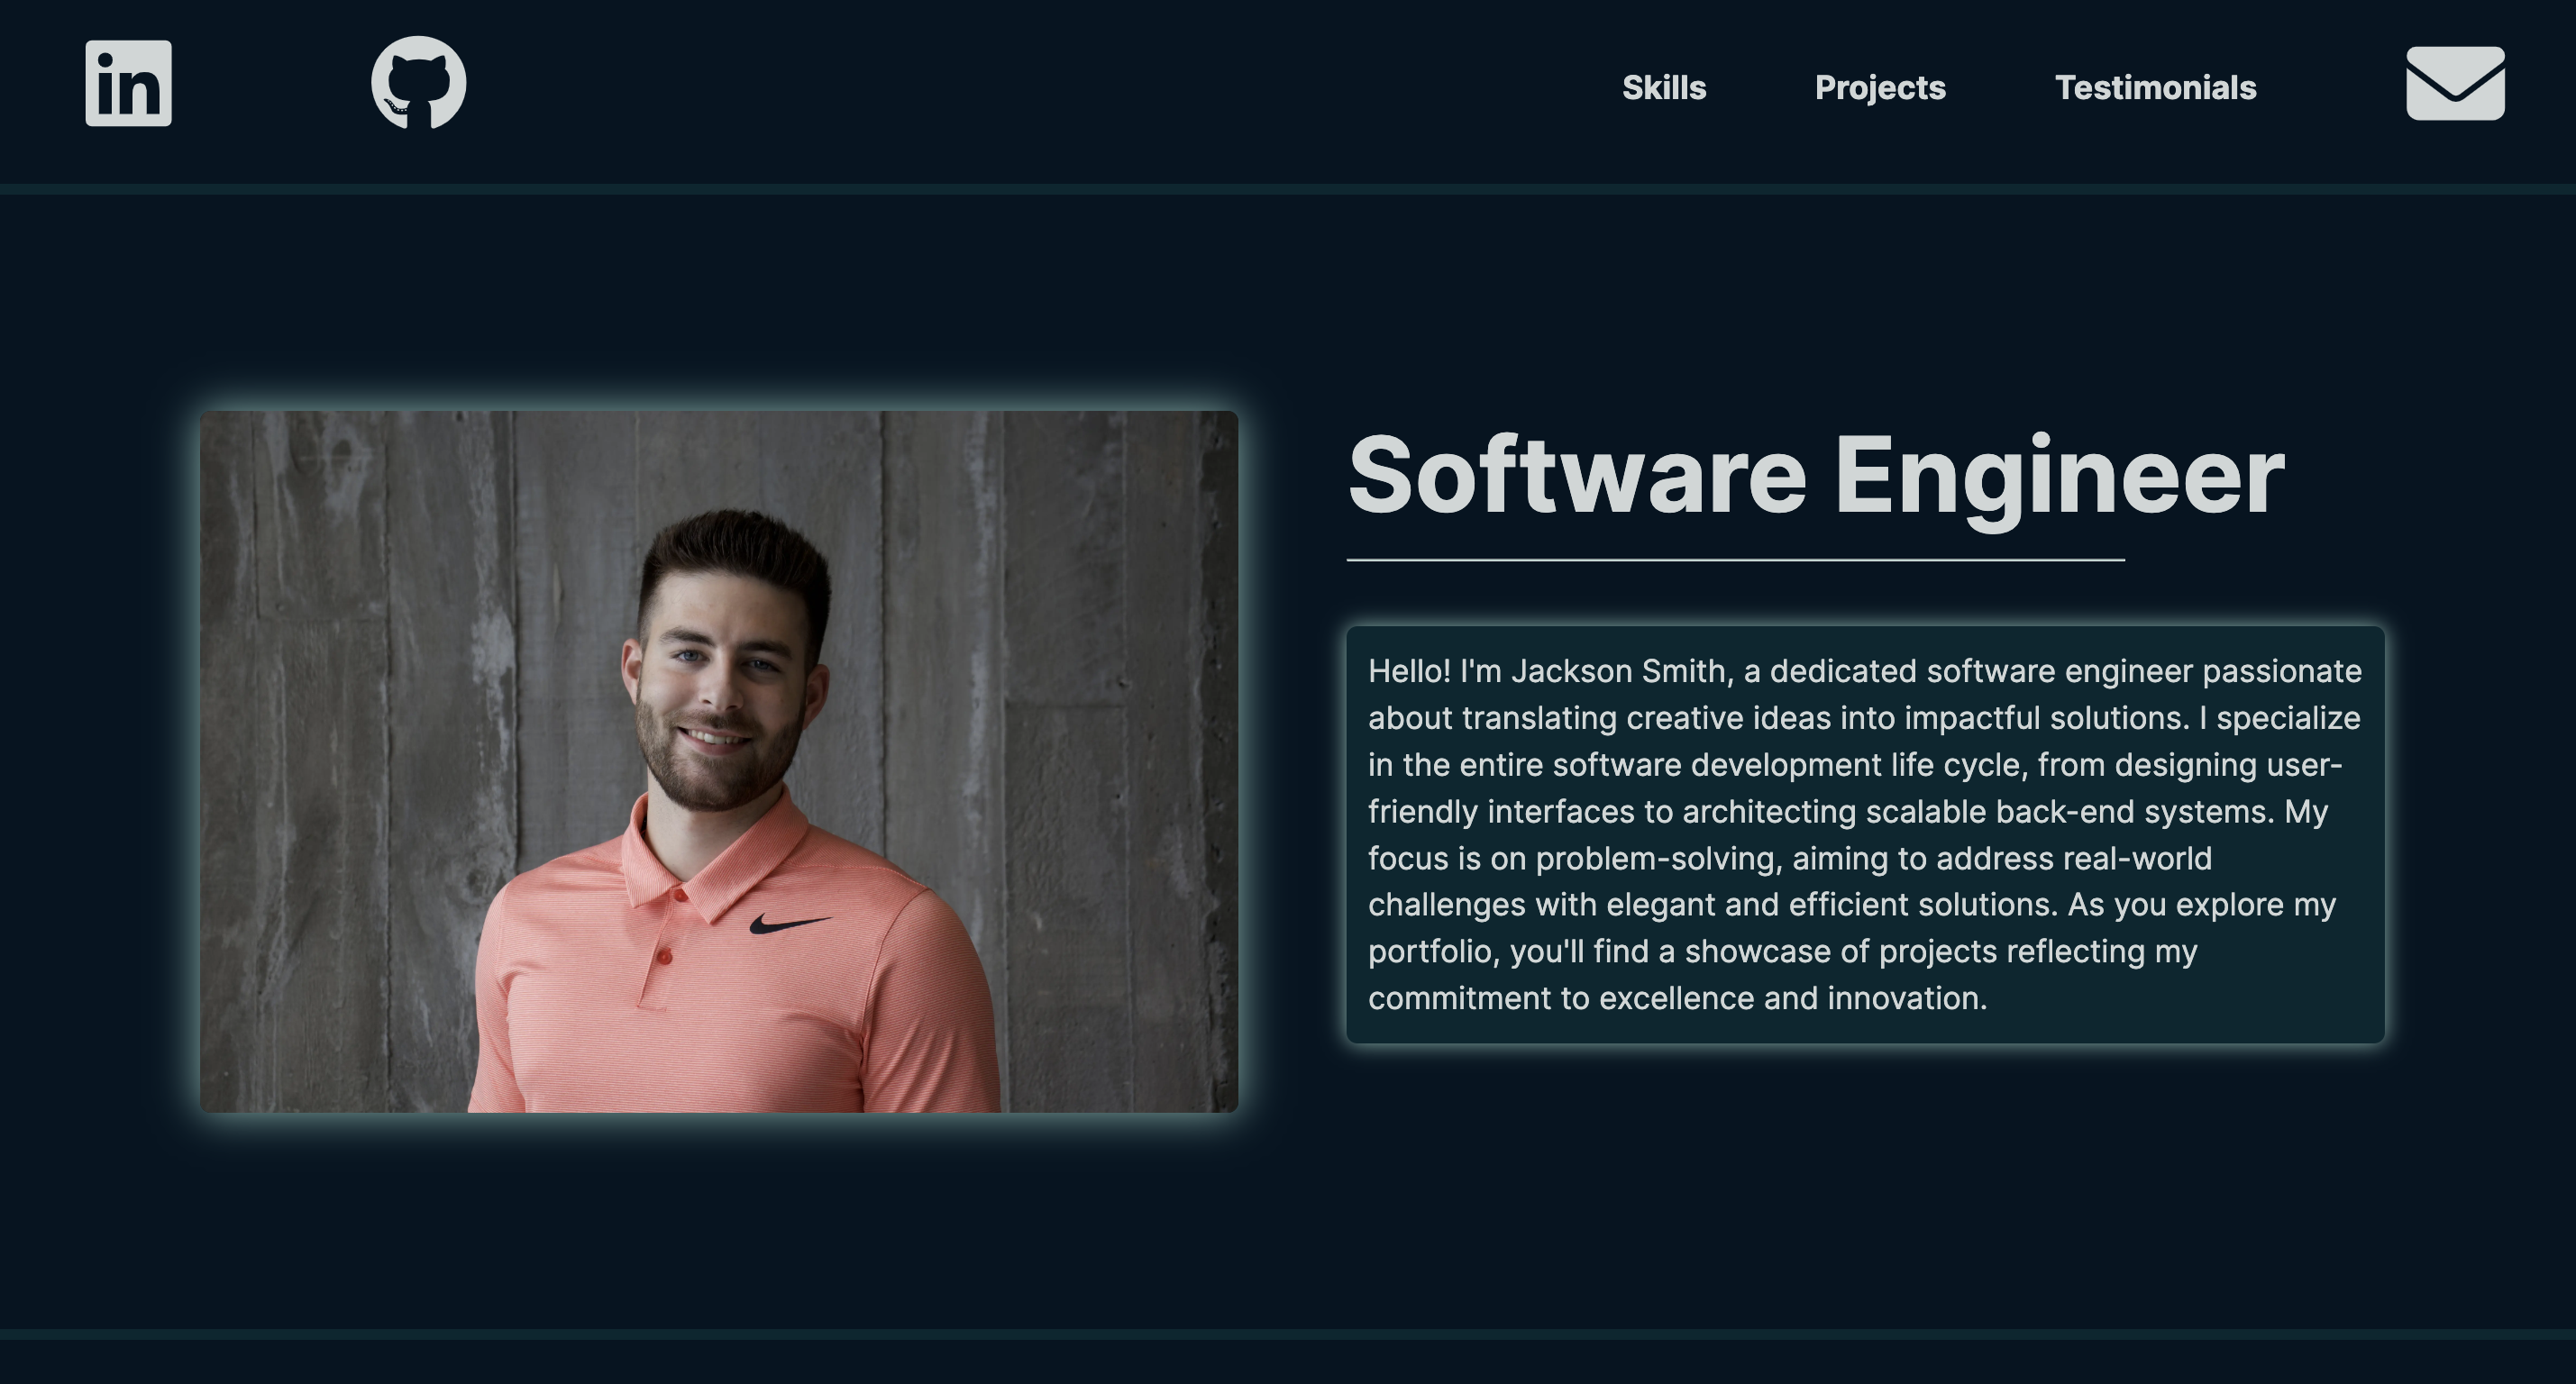 in
Skills
Projects
Testimonials
Software Engineer
Hello! I'm Jackson Smith, a dedicated software engineer passionate
about translating creative ideas into impactful solutions. I specialize
in the entire software development life cycle, from designing user-
friendly interfaces to architecting scalable back-end systems. My
focus is on problem-solving, aiming to address real-world
challenges with elegant and efficient solutions. As you explore my
portfolio, you'll find a showcase of projects reflecting my
commitment to excellence and innovation.